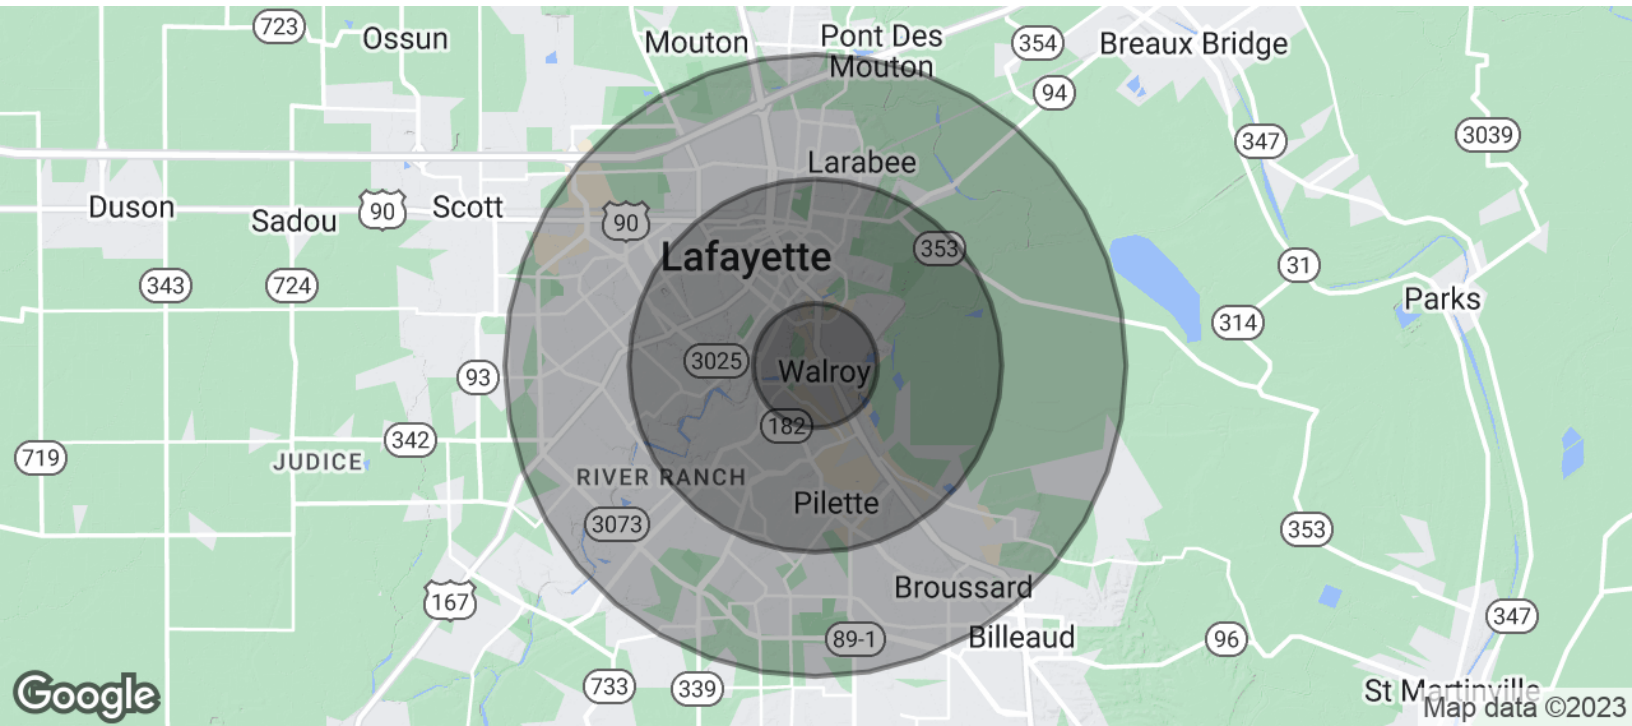 723
Ossun
Mouton
Pont Des
Mouton
354
Breaux Bridge
94
347
3039
Larabee
Duson
Sadou
90
Scott
90
Lafayette
353
31
343
724
Parks
314
3025
Walroy
93
182
342
719
JUDICE
RIVER RANCH
Pilette
3073
353
Broussard
167
347
89-1
Billeaud
96
733
339
St Martinville
Google
Map data ©2023